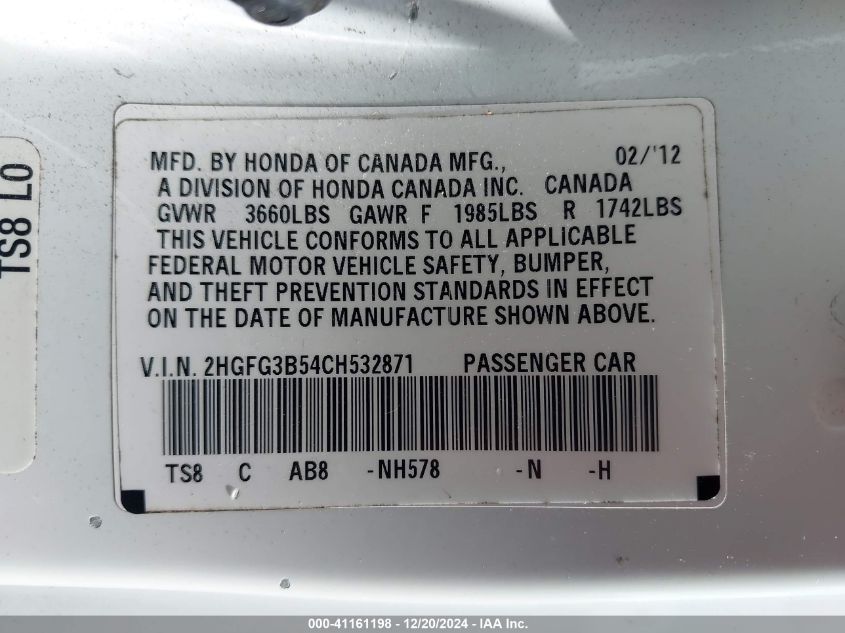 MFD. BY HONDA OF CANADA MFG., 02/'12
A DIVISION OF HONDA CANADA INC. CANADA
GVWR 3660LBS GAWR F 1985LBS R 1742LBS
THIS VEHICLE CONFORMS TO ALL APPLICABLE
FEDERAL MOTOR VEHICLE SAFETY, BUMPER,
AND THEFT PREVENTION STANDARDS IN EFFECT
ON THE DATE OF MANUFACTURE SHOWN ABOVE.
V.I.N. 2HGFG3B54CH532871 PASSENGER CAR
TS8 C AB8 -NH578 -N -H
TS8 LO
000-41161198 - 12/20/2024 - IAA Inc.